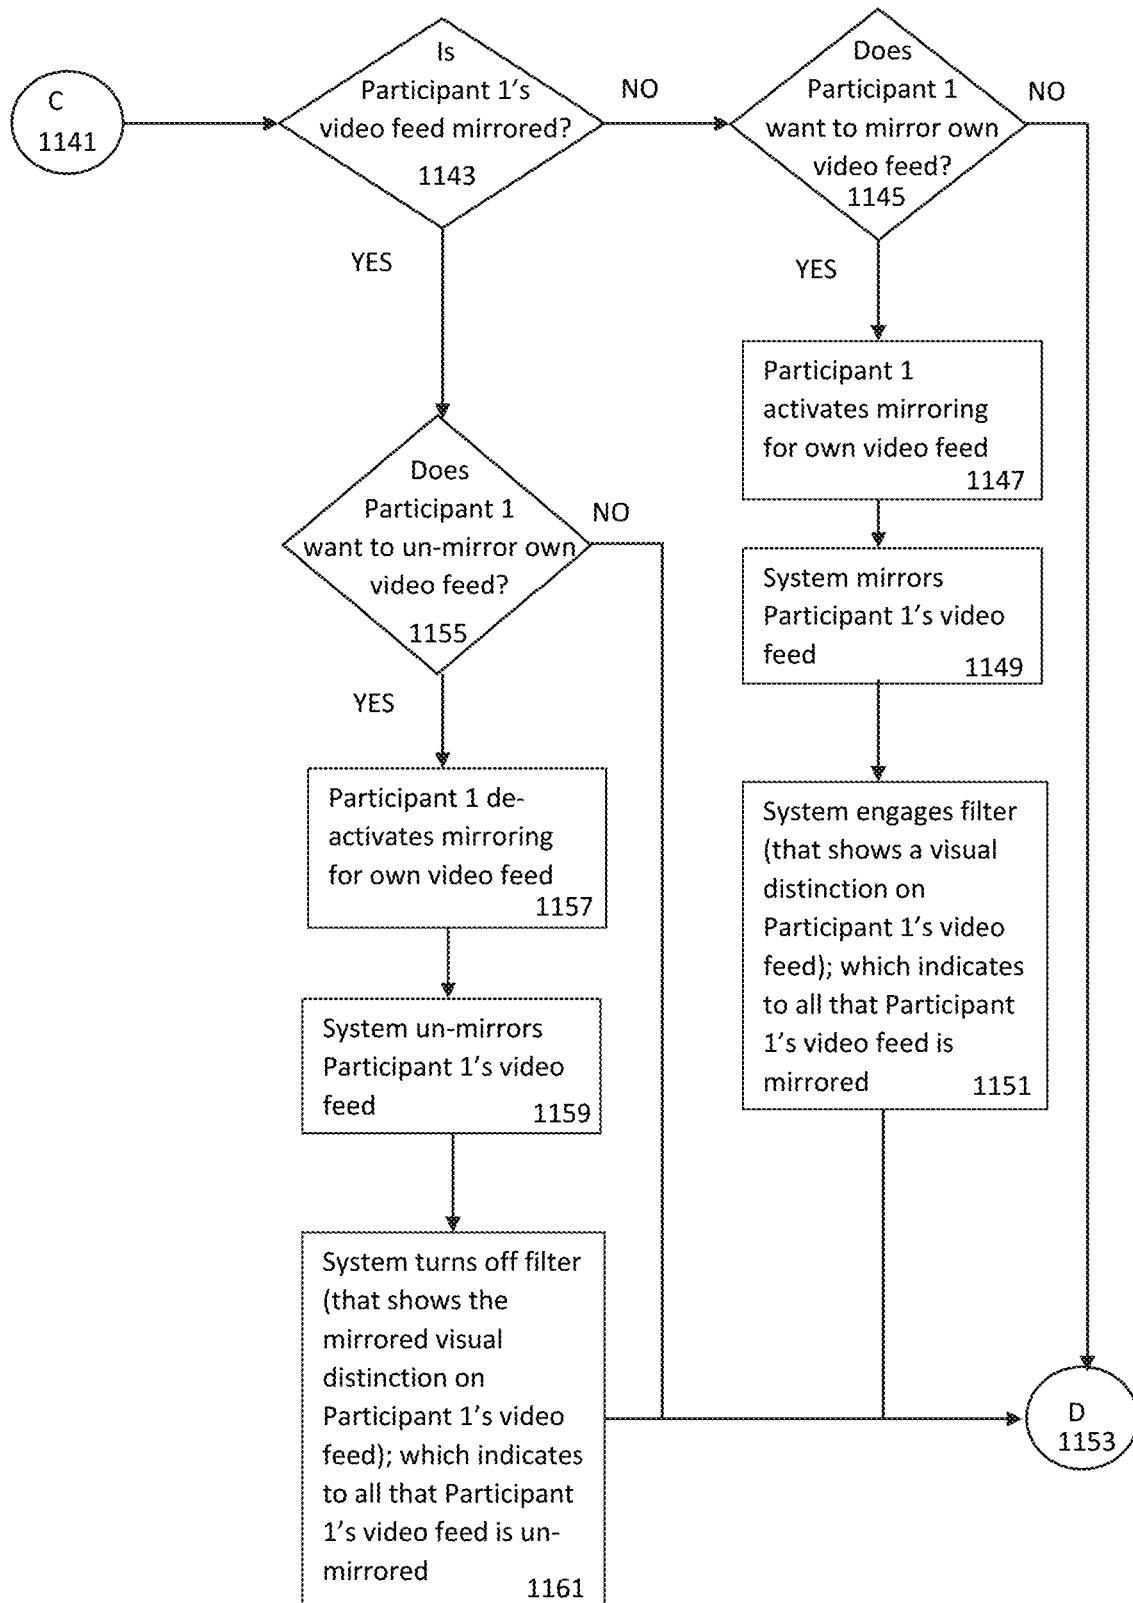 C
1141
Is
Participant 1's
video feed mirrored?
1143
NO
Does
Participant 1
want to mirror own
video feed?
1145
NO
YES
YES
Participant 1
activates mirroring
for own video feed
1147
Does
Participant 1
want to un-mirror own
video feed?
1155
NO
System mirrors
Participant 1's video
feed
1149
YES
Participant 1 de-
activates mirroring
for own video feed
1157
System engages filter
(that shows a visual
distinction on
Participant 1's video
feed); which indicates
to all that Participant
1's video feed is
mirrored
1151
System un-mirrors
Participant 1's video
feed
1159
System turns off filter
(that shows the
mirrored visual
distinction on
Participant 1's video
feed); which indicates
to all that Participant
1's video feed is un-
mirrored
1161
D
1153